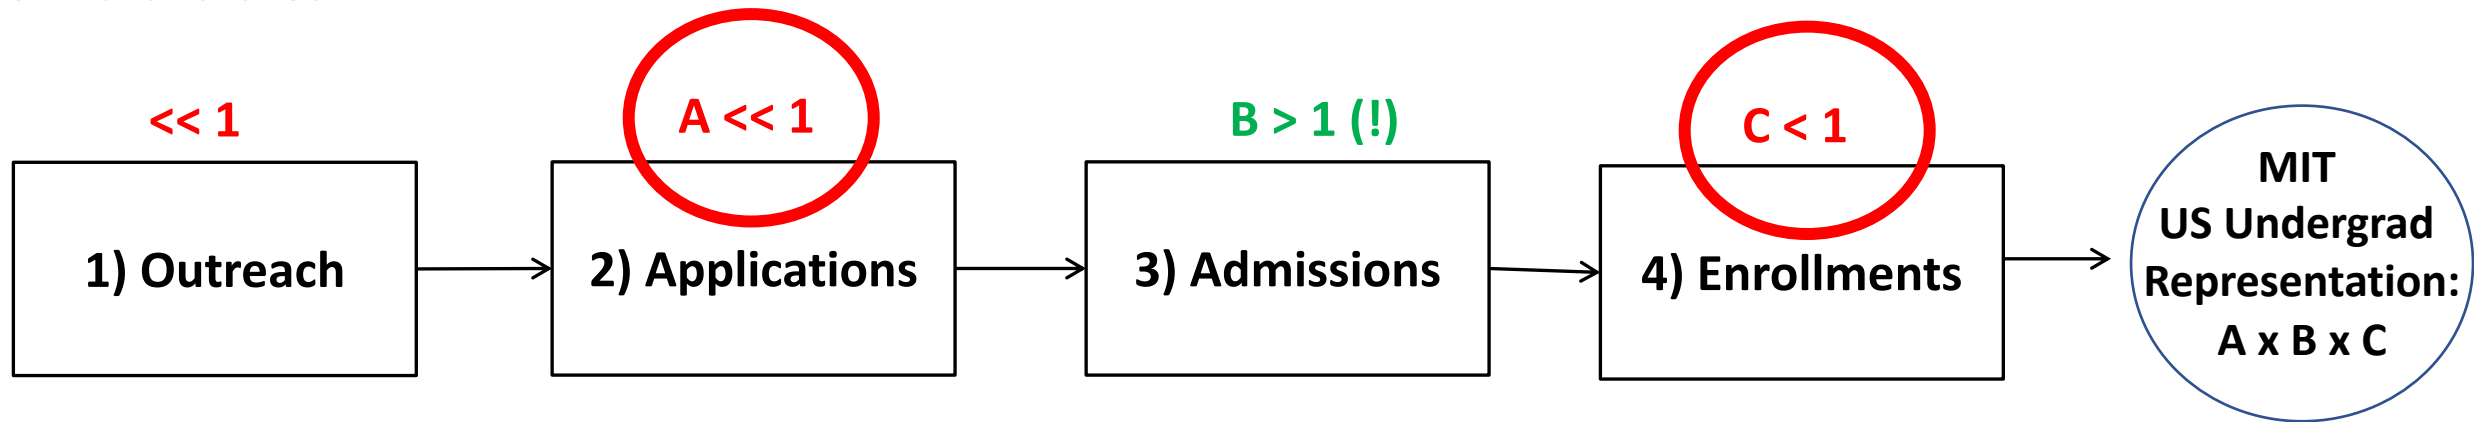 << 1
A << 1
B > 1 (!)
C < 1
1) Outreach
2) Applications
3) Admissions
4) Enrollments
MIT
US Undergrad
Representation:
A x B x C